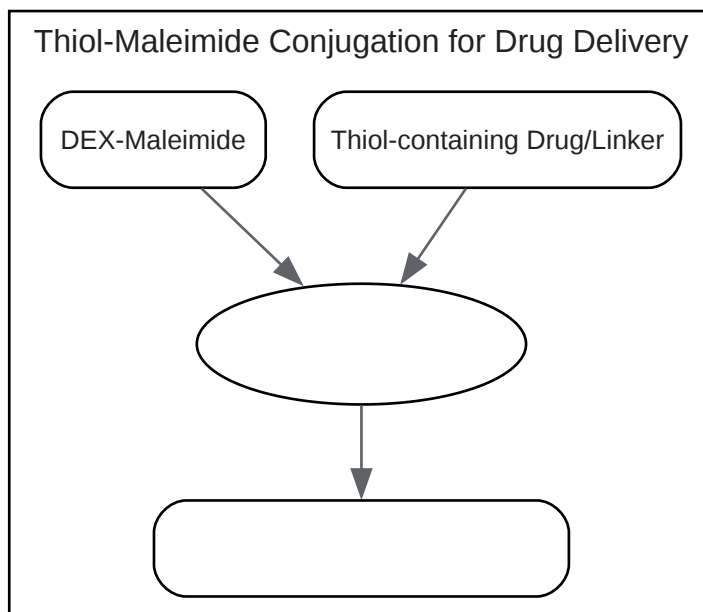 Thiol-Maleimide Conjugation for Drug Delivery
DEX-Maleimide
Thiol-containing Drug/Linker